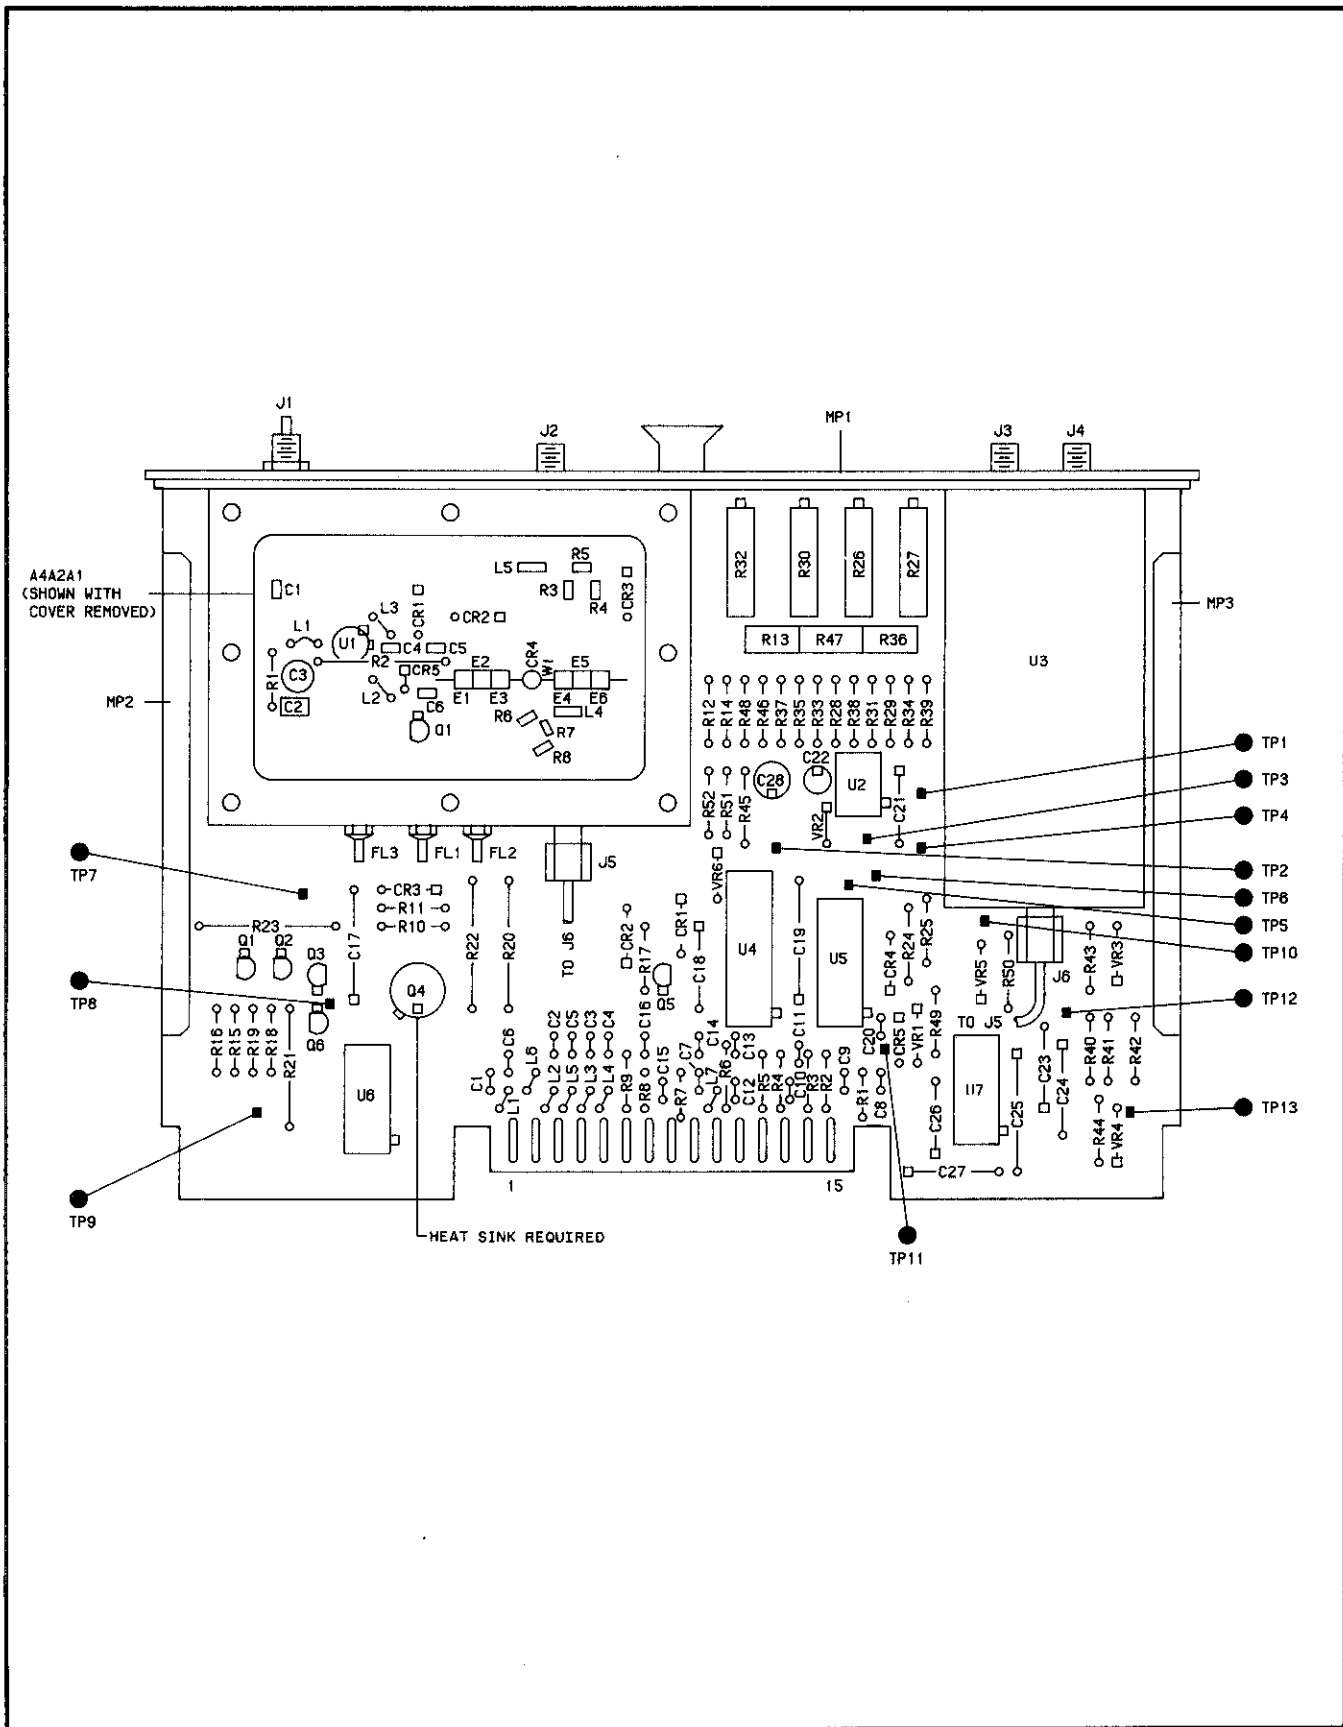 J1
J2
MP1
J3
J4
A4A2A1
(SHOWN WITH
COVER REMOVED)
C1
L5
R5
R3
R4
CR3
L3
CR1
CR2
L1
U1
C4
C5
R2
CR5
R1
C3
C2
L2
C6
Q1
E2
E1
E3
CR4
W1
E5
E4
E6
L4
R6
R7
R8
MP2
R32
R30
R26
R27
R13
R47
R36
U3
MP3
R12
R14
R48
R46
R37
R35
R33
R28
R38
R31
R29
R34
R39
R52
R51
R45
C28
C22
U2
C21
VR2
TP1
TP3
TP4
TP2
TP6
TP5
TP10
TP12
TP13
TP7
TP8
TP9
FL3
FL1
FL2
J5
TO J6
VR6
CR3
R11
R10
R23
C17
R22
R20
Q1
Q2
Q3
Q4
Q6
CR2
R17
CR1
C18
Q5
U4
C19
U5
CR4
R24
R25
VR5
R50
J6
R43
VR3
TO J5
R16
R15
R19
R18
R21
U6
C1
C6
L1
L6
C2
C5
C3
C4
L2
L5
L3
L4
R9
C16
R8
C15
R7
C7
C14
L7
R6
C13
C12
R5
R4
C11
C10
R3
R2
C9
R1
C20
C8
CR5
VR1
R49
C26
U7
C25
C23
C24
R40
R41
R42
R44
VR4
C27
1
15
HEAT SINK REQUIRED
TP11